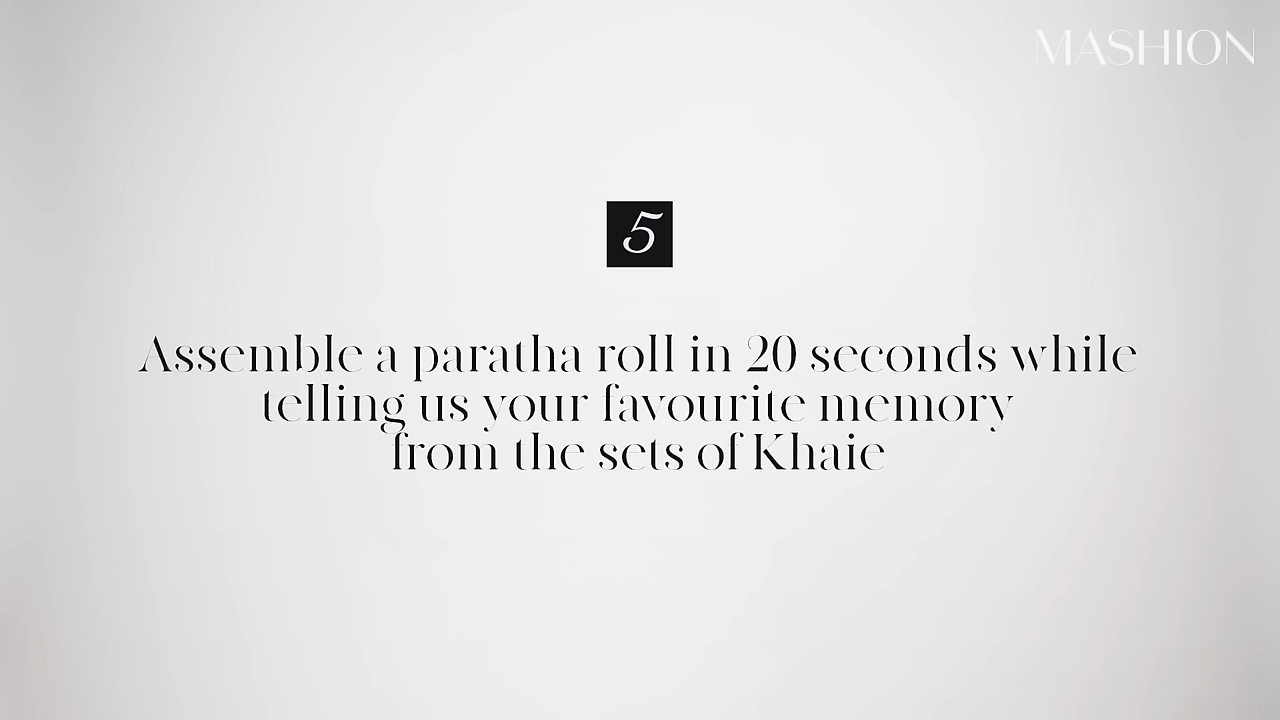 MASHION
5
Assemble a paratha roll in 20 seconds while
telling us your favourite memory
from the sets of Khaie